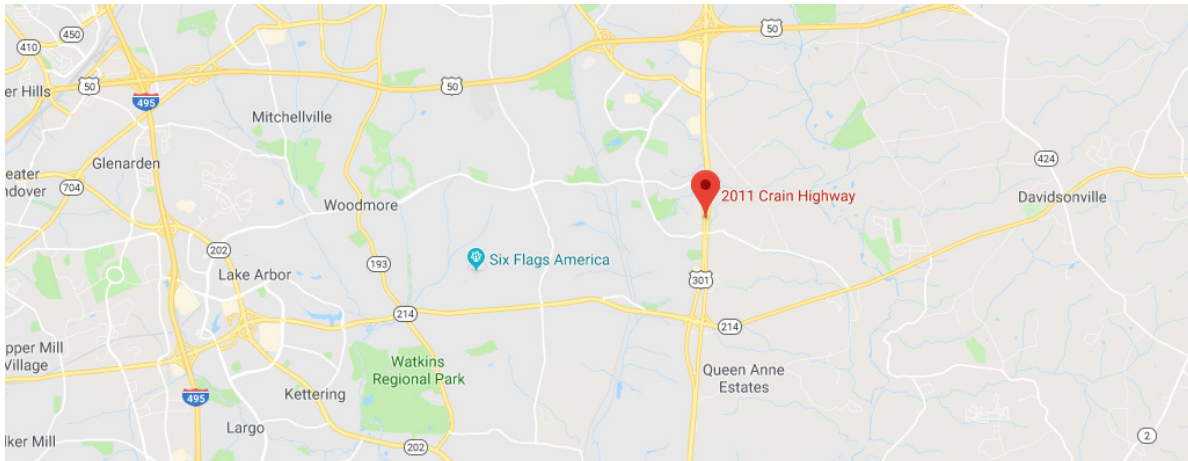 450
50
410
50
50
er Hills
495
Mitchellville
424
Glenarden
eater
ndover
704
2011 Crain Highway
Davidsonville
Woodmore
202
193
Six Flags America
Lake Arbor
301
214
214
pper Mill
Village
Watkins
Regional Park
Queen Anne
Estates
495
Kettering
Largo
lker Mill
202
2